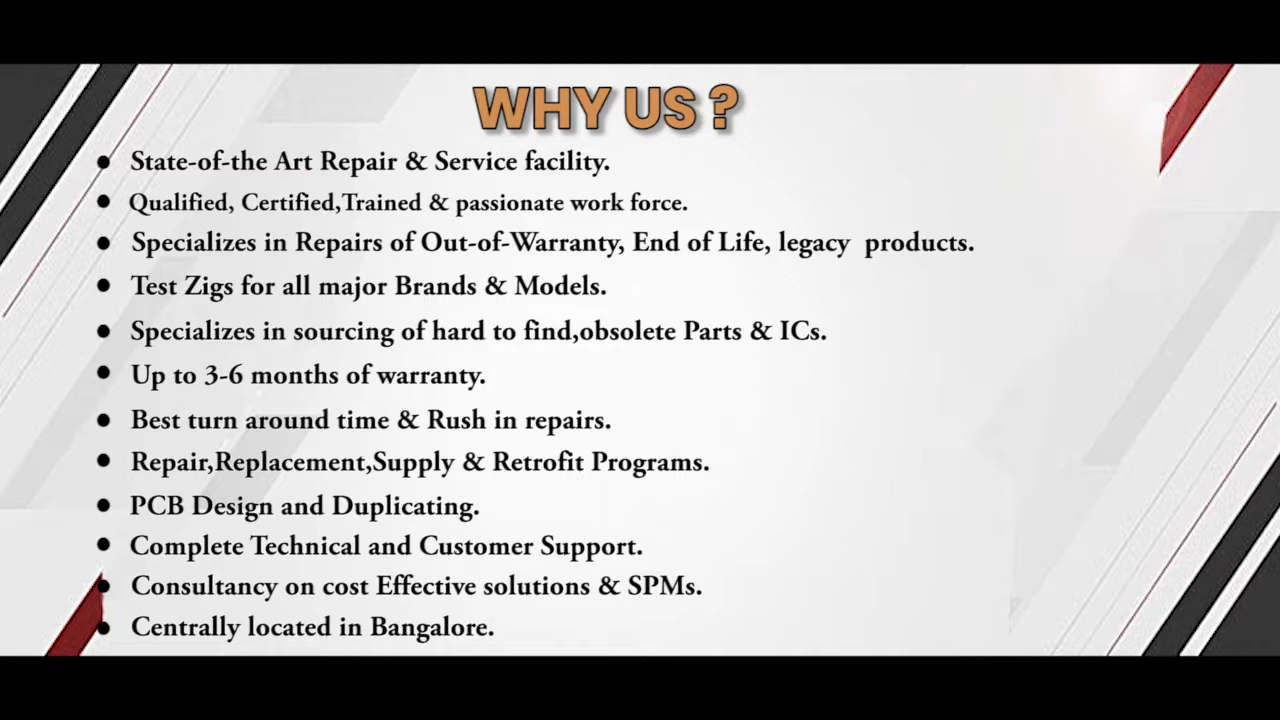 WHY US ?
State-of-the Art Repair & Service facility.
Qualified, Certified,Trained & passionate work force.
Specializes in Repairs of Out-of-Warranty, End of Life, legacy  products.
Test Zigs for all major Brands & Models.
Specializes in sourcing of hard to find,obsolete Parts & ICs.
Up to 3-6 months of warranty.
Best turn around time & Rush in repairs.
Repair,Replacement,Supply & Retrofit Programs.
PCB Design and Duplicating.
Complete Technical and Customer Support.
Consultancy on cost Effective solutions & SPMs.
Centrally located in Bangalore.